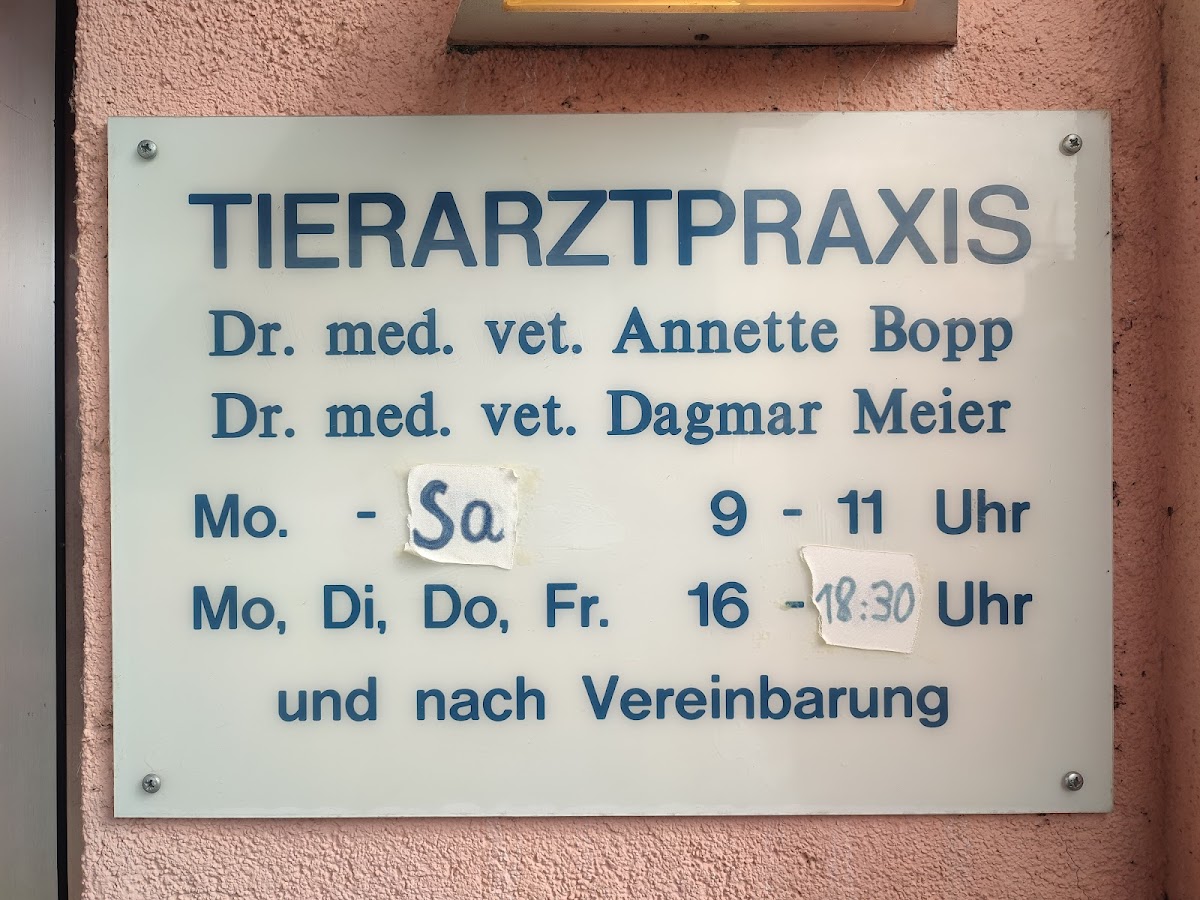 TIERARZTPRAXIS
Dr. med. vet. Annette Bopp
Dr. med. vet. Dagmar Meier
Mo. - Sa 9 - 11 Uhr
Mo, Di, Do, Fr. 16 - 18:30 Uhr
und nach Vereinbarung